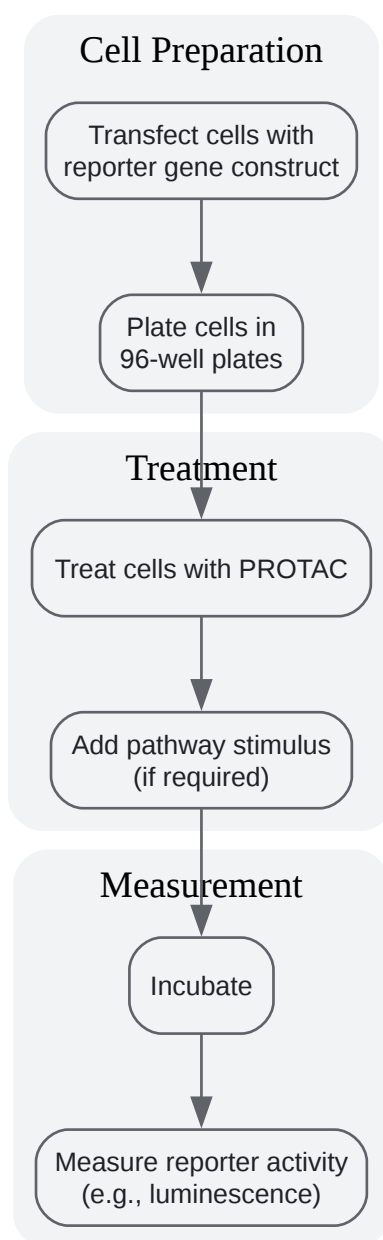 Cell Preparation
Transfect cells with
reporter gene construct
Plate cells in
96-well plates
Treatment
Treat cells with PROTAC
Add pathway stimulus
(if required)
Measurement
Incubate
Measure reporter activity
(e.g., luminescence)